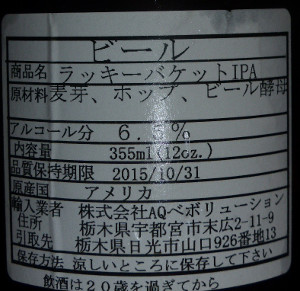 ビール
商品名 ラッキーバケットIPA
原材料 麦芽、ホップ、ビール酵母
アルコール分 6.5%
内容量 355ml(12oz.)
品質保持期限 2015/10/31
原産国 アメリカ
輸入業者 株式会社AQベボリューション
住所 栃木県宇都宮市末広2-11-9
引取先 栃木県日光市山口926番地13
保存方法 涼しいところに保存して下さい
飲酒は20歳を過ぎてから